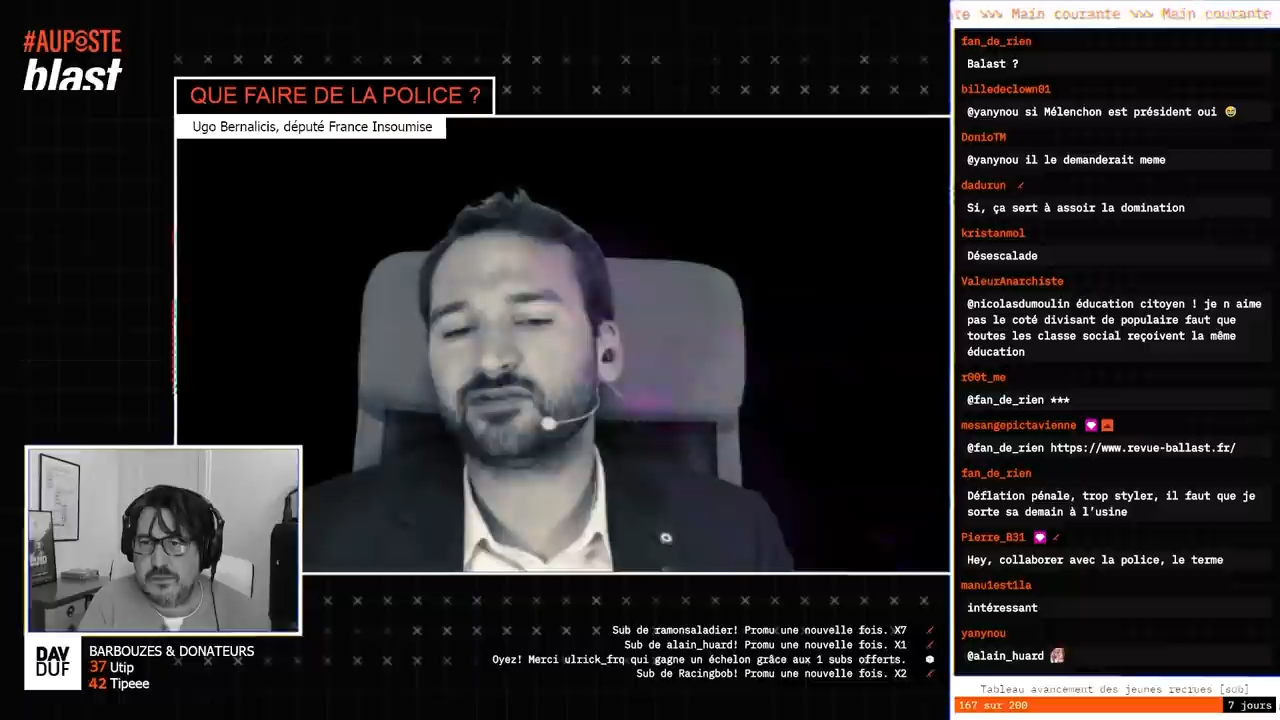 #AUPOSTE
blast
QUE FAIRE DE LA POLICE ?
Ugo Bernalicis, député France Insoumise
DAV
DUF
BARBOUZES & DONATEURS
37 Utip
42 Tipeee
Sub de ramonsaladier! Promu une nouvelle fois. X7
Sub de alain_huard! Promu une nouvelle fois. X1
Oyez! Merci ulrick_frq qui gagne un échelon grâce aux 1 subs offerts.
Sub de Racingbob! Promu une nouvelle fois. X2
Main courante >>> Main courante
fan_de_rien
Balast ?
billedeclown01
@yanynou si Mélenchon est président oui 😅
DonioTM
@yanynou il le demanderait meme
dadurun
Si, ça sert à assoir la domination
kristanmol
Désescalade
ValeurAnarchiste
@nicolasdumoulin éducation citoyen ! je n aime
pas le coté divisant de populaire faut que
toutes les classe social reçoivent la même
éducation
r00t_me
@fan_de_rien ***
mesangepictavienne
@fan_de_rien https://www.revue-ballast.fr/
fan_de_rien
Déflation pénale, trop styler, il faut que je
sorte sa demain à l'usine
Pierre_B31
Hey, collaborer avec la police, le terme
manu1est1la
intéressant
yanynou
@alain_huard
Tableau avancement des jeunes recrues [sub]
167 sur 200
7 jours